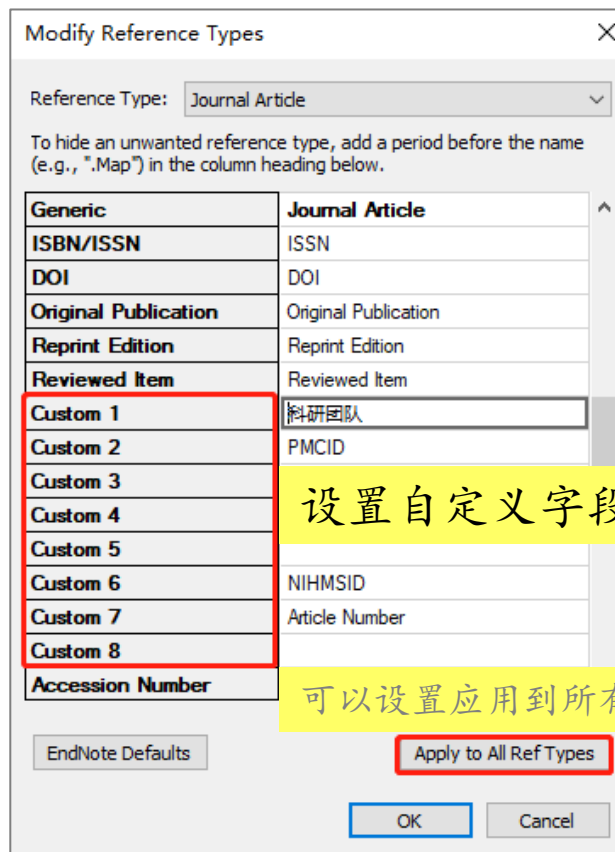 Modify Reference Types
Reference Type: Journal Article
To hide an unwanted reference type, add a period before the name
(e.g., ".Map") in the column heading below.
Generic Journal Article
ISBN/ISSN ISSN
DOI DOI
Original Publication Original Publication
Reprint Edition Reprint Edition
Reviewed Item Reviewed Item
Custom 1 科研团队
Custom 2 PMCID
Custom 3
设置自定义字段
Custom 4
Custom 5
Custom 6 NIHMSID
Custom 7 Article Number
Custom 8
Accession Number
可以设置应用到所有
EndNote Defaults Apply to All Ref Types
OK Cancel